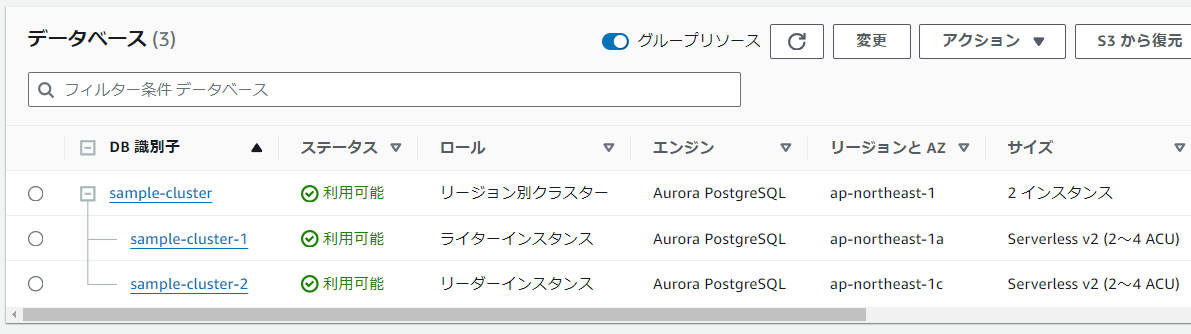 データベース (3) グループリソース 変更 アクション ▼ S3 から復元
フィルター条件 データベース
DB 識別子 ▲ ステータス ▼ ロール ▼ エンジン ▼ リージョンと AZ ▼ サイズ ▼
sample-cluster 利用可能 リージョン別クラスター Aurora PostgreSQL ap-northeast-1 2 インスタンス
sample-cluster-1 利用可能 ライターインスタンス Aurora PostgreSQL ap-northeast-1a Serverless v2 (2～4 ACU)
sample-cluster-2 利用可能 リーダーインスタンス Aurora PostgreSQL ap-northeast-1c Serverless v2 (2～4 ACU)